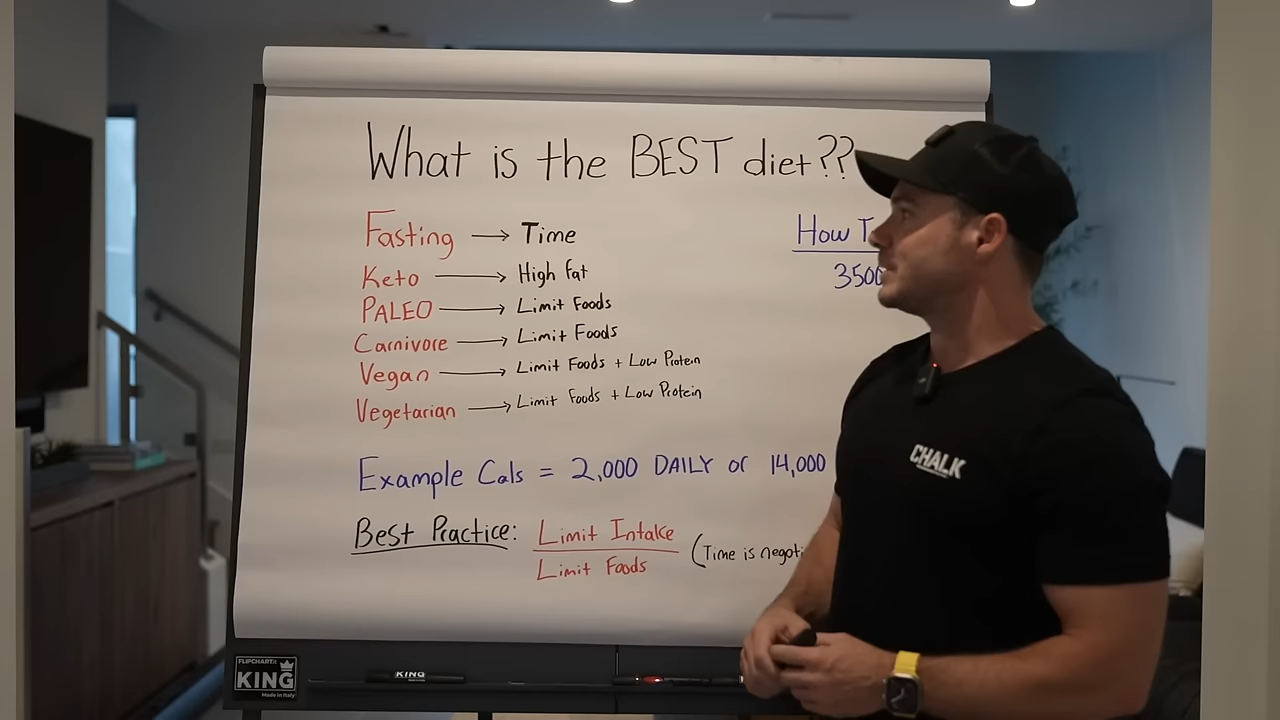 What is the BEST diet??
Fasting → Time
Keto → High Fat
PALEO → Limit Foods
Carnivore → Limit Foods
Vegan → Limit Foods + Low Protein
Vegetarian → Limit Foods + Low Protein
How T
3500
Example Cals = 2,000 DAILY or 14,000
Best Practice: Limit Intake
Limit Foods
(Time is negoti
CHALK
FLIPCHART
KING
Made in Italy
KING